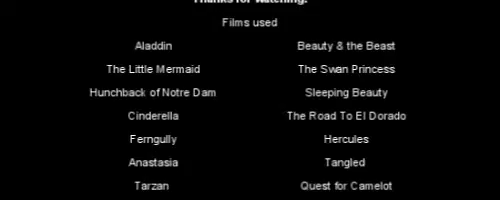 Thanks for watching!
Films used
Aladdin Beauty & the Beast
The Little Mermaid The Swan Princess
Hunchback of Notre Dam Sleeping Beauty
Cinderella The Road To El Dorado
Ferngully Hercules
Anastasia Tangled
Tarzan Quest for Camelot